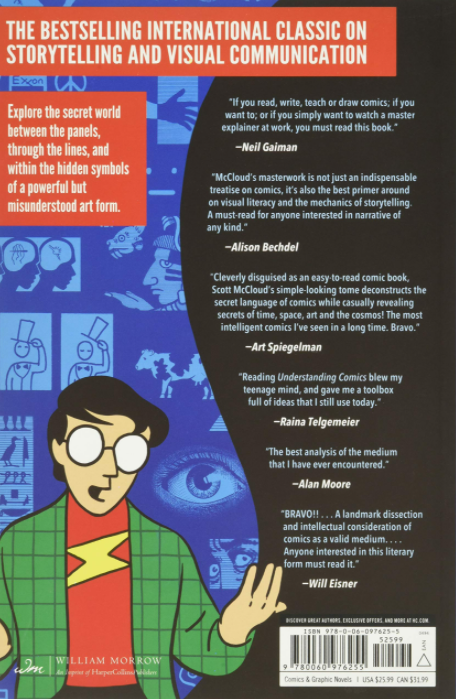 THE BESTSELLING INTERNATIONAL CLASSIC ON
STORYTELLING AND VISUAL COMMUNICATION
Exxon
Explore the secret world
between the panels,
through the lines, and
within the hidden symbols
of a powerful but
misunderstood art form.
"If you read, write, teach or draw comics; if you
want to; or if you simply want to watch a master
explainer at work, you must read this book."
—Neil Gaiman
"McCloud's masterwork is not just an indispensable
treatise on comics, it's also the best primer around
on visual literacy and the mechanics of storytelling.
A must-read for anyone interested in narrative of
any kind."
—Alison Bechdel
"Cleverly disguised as an easy-to-read comic book,
Scott McCloud's simple-looking tome deconstructs the
secret language of comics while casually revealing
secrets of time, space, art and the cosmos! The most
intelligent comics I've seen in a long time. Bravo."
—Art Spiegelman
"Reading Understanding Comics blew my
teenage mind, and gave me a toolbox
full of ideas that I still use today."
—Raina Telgemeier
"The best analysis of the medium
that I have ever encountered."
—Alan Moore
"BRAVO!! . . . A landmark dissection
and intellectual consideration of
comics as a valid medium. . . .
Anyone interested in this literary
form must read it."
—Will Eisner
DISCOVER GREAT AUTHORS, EXCLUSIVE OFFERS, AND MORE AT HC.COM.
ISBN 978-0-06-097625-5
52599
EAN
9 780060 976255
Comics & Graphic Novels | USA $25.99 CAN $31.99
wm
WILLIAM MORROW
An Imprint of HarperCollinsPublishers